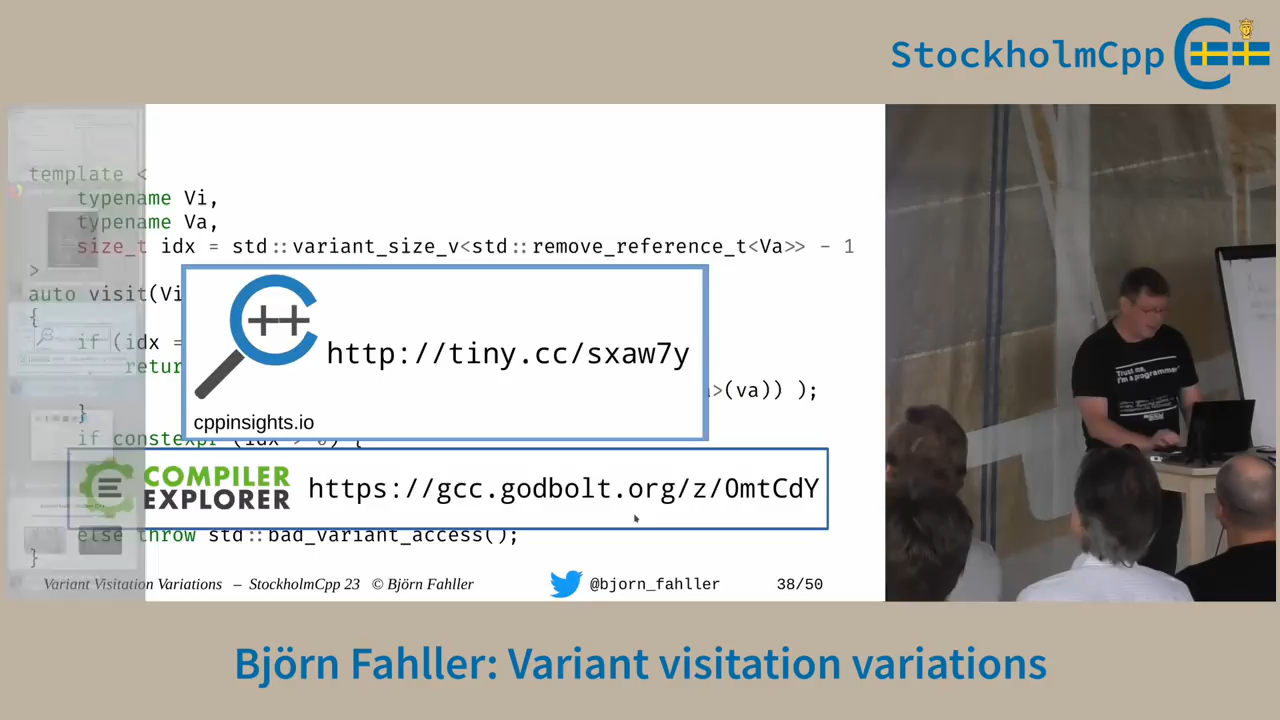 StockholmCpp
template <
typename Vi,
typename Va,
size_t idx = std::variant_size_v<std::remove_reference_t<Va>> - 1
>
auto visit(Vi
{
if (idx =
retur
>(va)) );
}
if constexpr (idx > 0) {
else throw std::bad_variant_access();
}
++
http://tiny.cc/sxaw7y
cppinsights.io
COMPILER
EXPLORER
https://gcc.godbolt.org/z/0mtCdY
Variant Visitation Variations – StockholmCpp 23 © Björn Fahller
@bjorn_fahller
38/50
Trust me,
I'm a programmer
Björn Fahller: Variant visitation variations